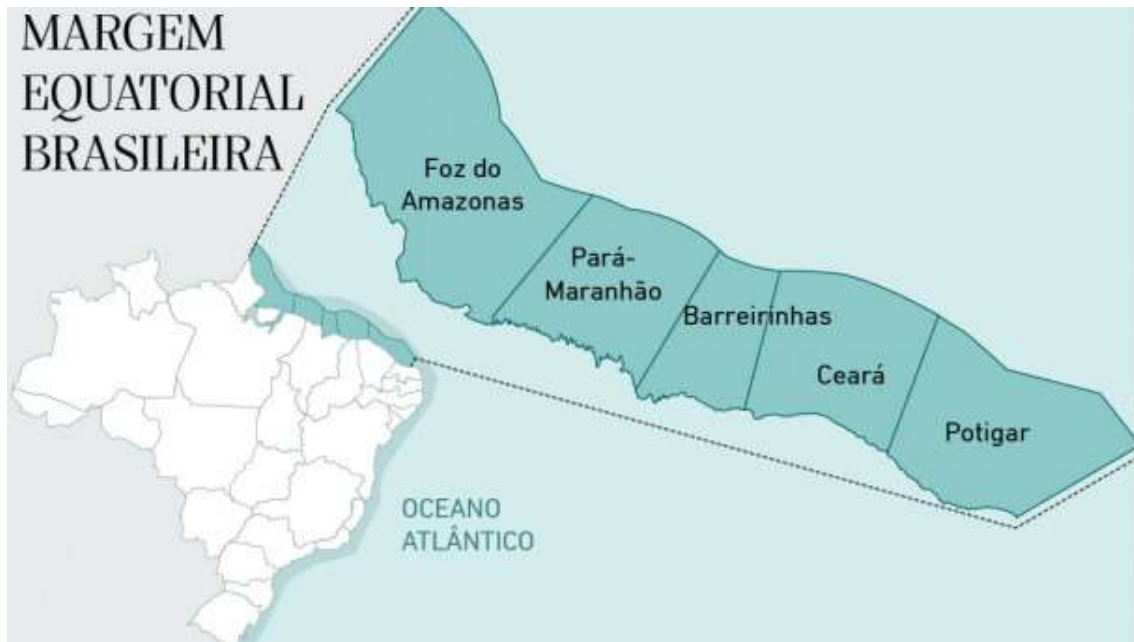 MARGEM
EQUATORIAL
BRASILEIRA
Foz do
Amazonas
Pará-
Maranhão
Barreirinhas
Ceará
Potigar
OCEANO
ATLÂNTICO